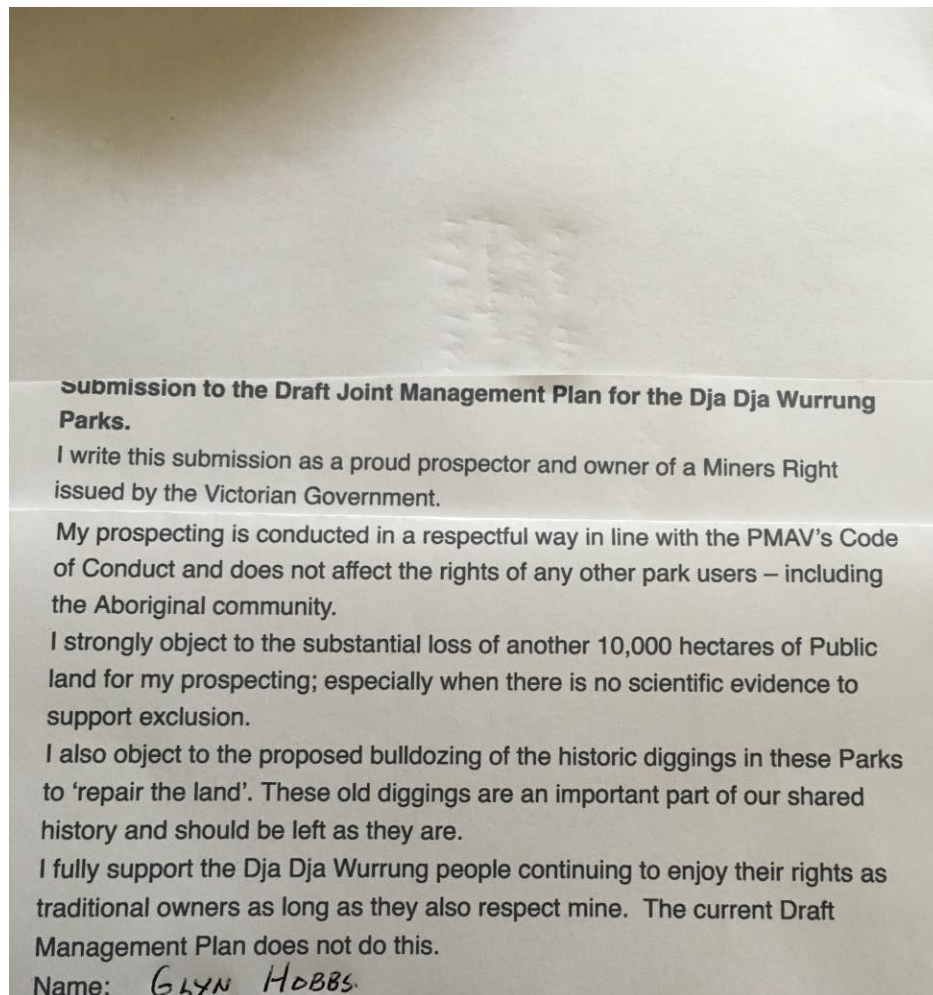 Submission to the Draft Joint Management Plan for the Dja Dja Wurrung
Parks.
I write this submission as a proud prospector and owner of a Miners Right
issued by the Victorian Government.
My prospecting is conducted in a respectful way in line with the PMAV's Code
of Conduct and does not affect the rights of any other park users – including
the Aboriginal community.
I strongly object to the substantial loss of another 10,000 hectares of Public
land for my prospecting; especially when there is no scientific evidence to
support exclusion.
I also object to the proposed bulldozing of the historic diggings in these Parks
to 'repair the land'. These old diggings are an important part of our shared
history and should be left as they are.
I fully support the Dja Dja Wurrung people continuing to enjoy their rights as
traditional owners as long as they also respect mine.  The current Draft
Management Plan does not do this.
Name: GLYN HOBBS.